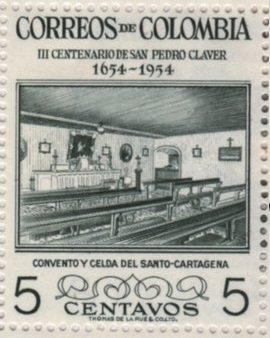 CORREOS DE COLOMBIA
III CENTENARIO DE SAN PEDRO CLAVER
1654-1954
CONVENTO Y CELDA DEL SANTO-CARTAGENA
5 CENTAVOS 5
THOMAS DE LA RUE & CO. LTD.